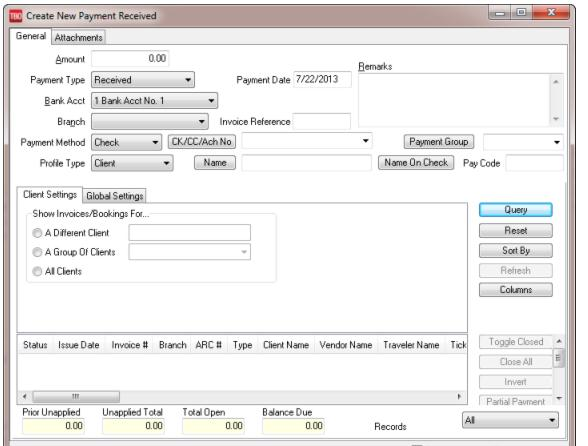 TBO Create New Payment Received
General Attachments
Amount 0.00
Remarks
Payment Type Received Payment Date 7/22/2013
Bank Acct 1 Bank Acct No. 1
Branch Invoice Reference
Payment Method Check CK/CC/Ach No Payment Group
Profile Type Client Name Name On Check Pay Code
Client Settings Global Settings
Show Invoices/Bookings For...
A Different Client
A Group Of Clients
All Clients
Query
Reset
Sort By
Refresh
Columns
Status Issue Date Invoice # Branch ARC # Type Client Name Vendor Name Traveler Name Tick
Toggle Closed
Close All
Invert
Partial Payment
Prior Unapplied Unapplied Total Total Open Balance Due
0.00 0.00 0.00 0.00 Records All